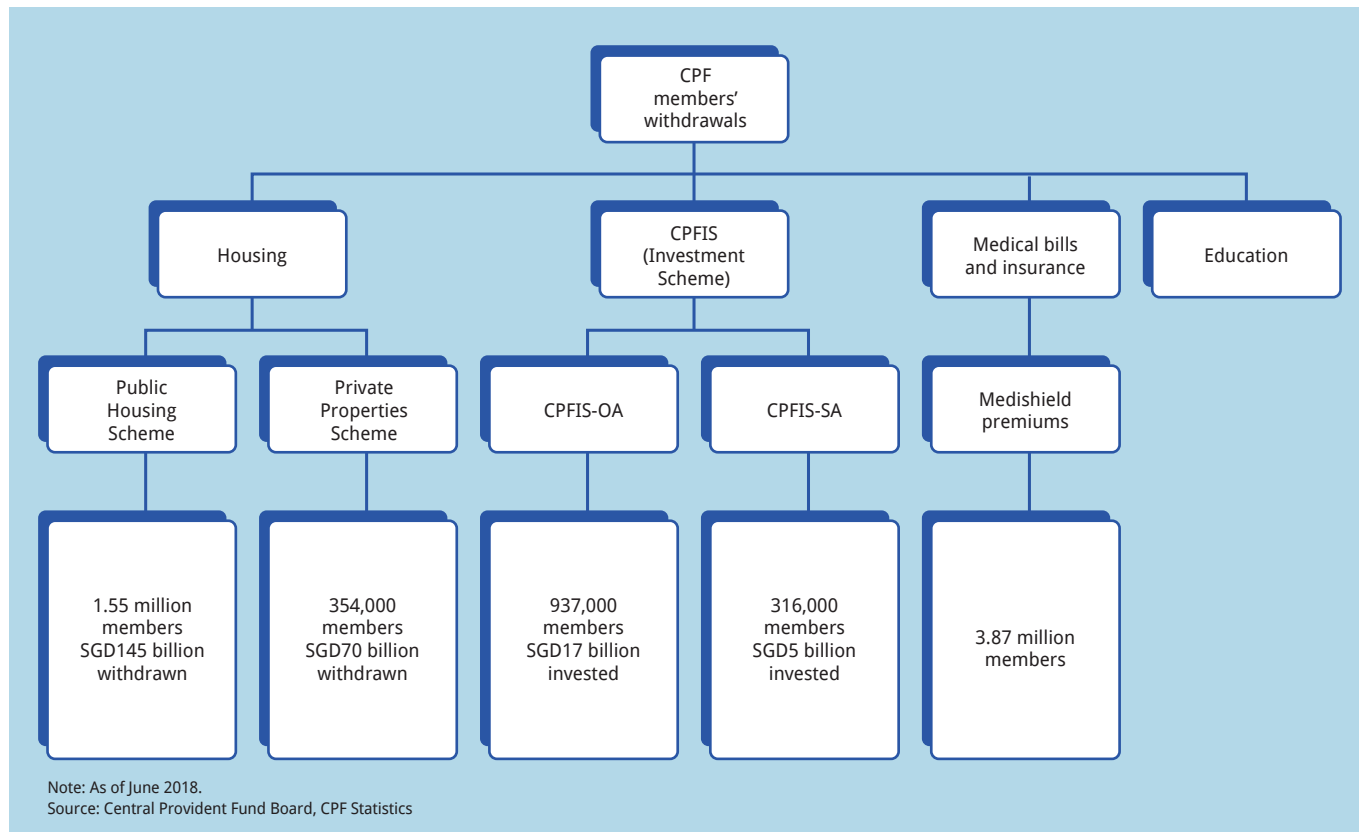 CPF
members’
withdrawals
Housing
CPFIS
(Investment
Scheme)
Medical bills
and insurance
Education
Public
Housing
Scheme
Private
Properties
Scheme
CPFIS-OA
CPFIS-SA
Medishield
premiums
1.55 million
members
SGD145 billion
withdrawn
354,000
members
SGD70 billion
withdrawn
937,000
members
SGD17 billion
invested
316,000
members
SGD5 billion
invested
3.87 million
members
Note: As of June 2018.
Source: Central Provident Fund Board, CPF Statistics